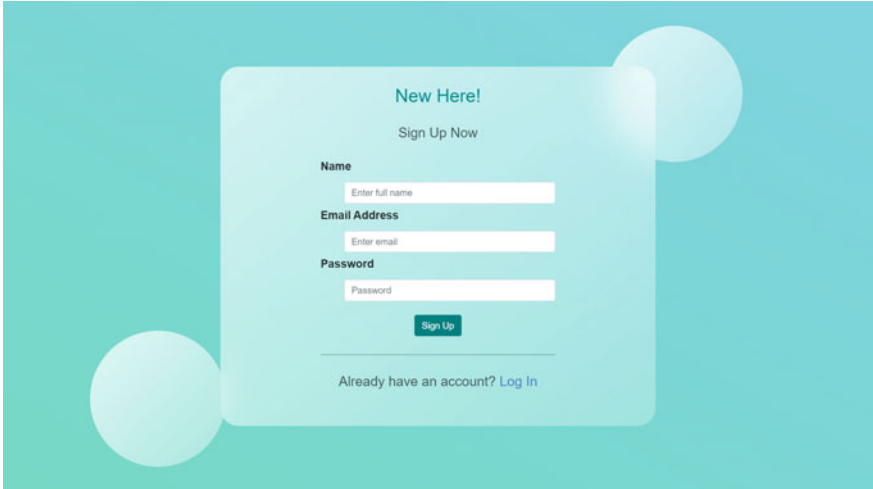 New Here!
Sign Up Now
Name
Enter full name
Email Address
Enter email
Password
Password
Sign Up
Already have an account? Log In